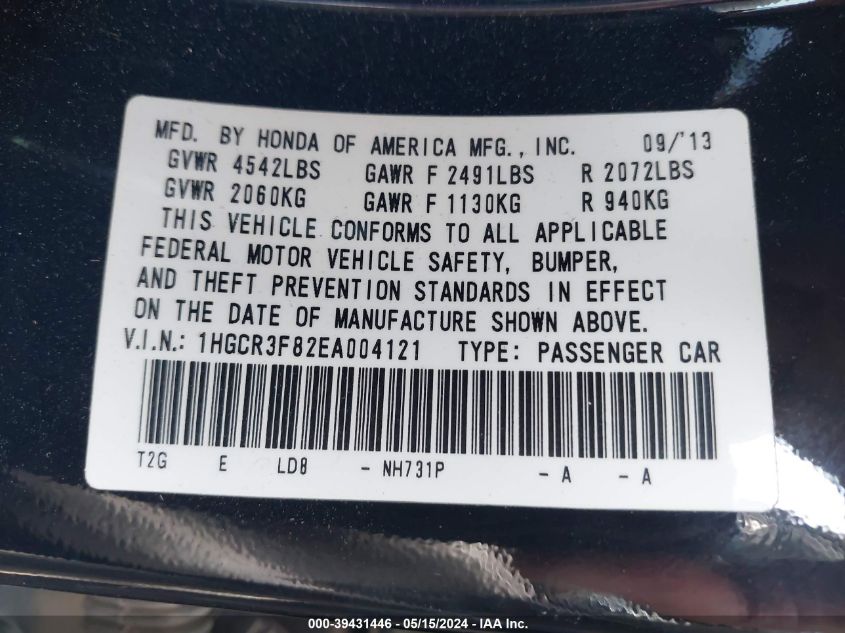 MFD. BY HONDA OF AMERICA MFG., INC. 09/'13
GVWR 4542LBS GAWR F 2491LBS R 2072LBS
GVWR 2060KG GAWR F 1130KG R 940KG
THIS VEHICLE CONFORMS TO ALL APPLICABLE
FEDERAL MOTOR VEHICLE SAFETY, BUMPER,
AND THEFT PREVENTION STANDARDS IN EFFECT
ON THE DATE OF MANUFACTURE SHOWN ABOVE.
V.I.N.: 1HGCR3F82EA004121 TYPE: PASSENGER CAR
T2G E LD8 - NH731P - A - A
000-39431446 - 05/15/2024 - IAA Inc.